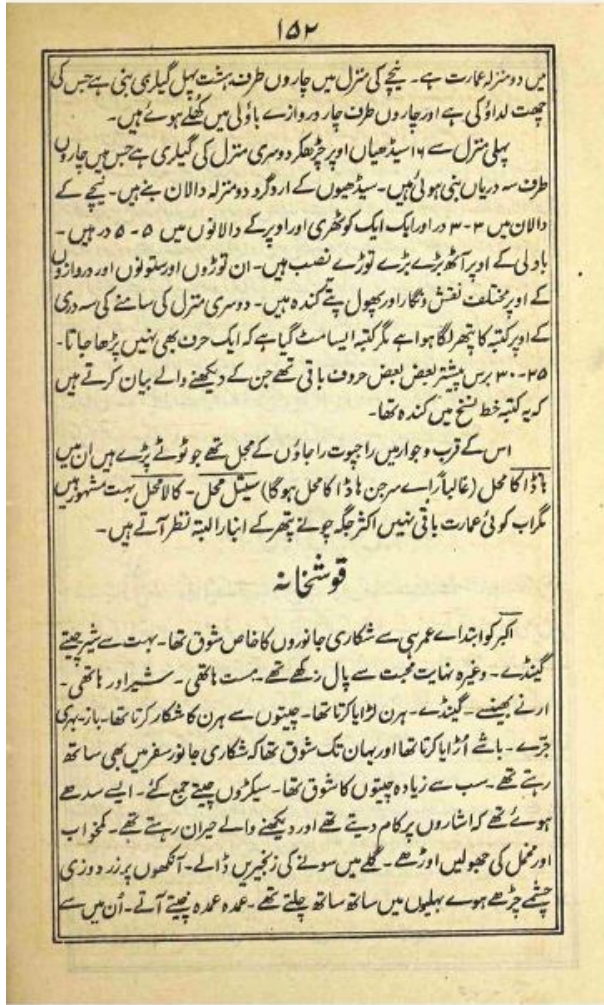 ۱۵۲
میں دو منزلہ عمارت ہے۔ نیچے کی منزل میں چاروں طرف ہشت پہل گیلری بنی ہے جس کی
چھت لداؤ کی ہے اور چاروں طرف چار دروازے باؤلی میں کھلے ہوئے ہیں۔
پہلی منزل سے ۱۶ سیڑھیاں اوپر چڑھکر دوسری منزل کی گیلری ہے جس میں چاروں
طرف سہ دریاں بنی ہوئی ہیں۔ سیڑھیوں کے ارد گرد دو منزلہ دالان بنے ہیں۔ نیچے کے
دالان میں ۳-۳ در اور ایک ایک کوٹھری اور اوپر کے دالانوں میں ۵-۵ در ہیں۔
باولی کے اوپر آٹھ بڑے بڑے توڑے نصب ہیں۔ ان توڑوں اور ستونوں اور دروازوں
کے اوپر مختلف نقش و نگار اور پھول پتے کندہ ہیں۔ دوسری منزل کی سامنے کی سہ دری
کے اوپر کتبہ کا پتھر لگا ہوا ہے مگر کتبہ ایسا مٹ گیا ہے کہ ایک حرف بھی نہیں پڑھا جاتا۔
۳۰-۲۵ برس پیشتر بعض بعض حروف باقی تھے جن کے دیکھنے والے بیان کرتے ہیں
کہ یہ کتبہ خط نسخ میں کندہ تھا۔
اس کے قرب و جوار میں راجپوت راجاؤں کے محل تھے جو ٹوٹے پڑے ہیں ان میں
ہاڈا کا محل (غالباً رائے سرجن ہاڈا کا محل ہو گا) سیتل محل۔ کالا محل بہت مشہور ہیں
مگر اب کوئی عمارت باقی نہیں اکثر جگہ چونے پتھر کے انبار البتہ نظر آتے ہیں۔
قوشخانہ
اکبر کو ابتداے عمر ہی سے شکاری جانوروں کا خاص شوق تھا۔ بہت سے شیر چیتے
گینڈے۔ وغیرہ نہایت محبت سے پال رکھے تھے۔ مست ہاتھی۔ شیر اور ہاتھی۔
ارنے بھینسے۔ گینڈے۔ ہرن لڑایا کرتا تھا۔ چیتوں سے ہرن کا شکار کرتا تھا۔ باز۔ بہری
جرّے۔ باشے اُڑایا کرتا تھا اور یہاں تک شوق تھا کہ شکاری جانور سفر میں بھی ساتھ
رہتے تھے۔ سب سے زیادہ چیتوں کا شوق تھا۔ سیکڑوں چیتے جمع کئے۔ ایسے سدھے
ہوئے تھے کہ اشاروں پر کام دیتے تھے اور دیکھنے والے حیران رہتے تھے۔ کمخواب
اور مخمل کی جھولیں اوڑھے۔ گلے میں سونے کی زنجیریں ڈالے۔ آنکھوں پر زردوزی
چشمے چڑھے ہوے بہلیوں میں ساتھ ساتھ چلتے تھے۔ عمدہ عمدہ چیتے آتے۔ اُن میں سے